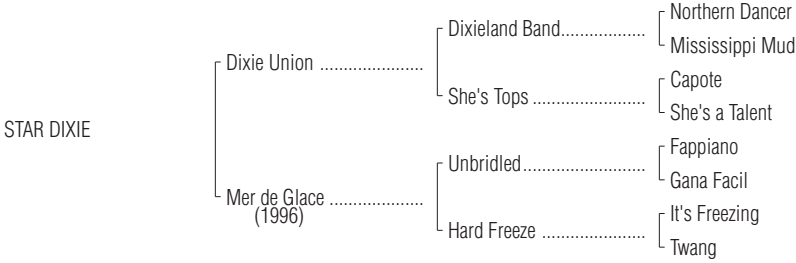 Northern Dancer
Dixieland Band..................
Mississippi Mud
Dixie Union ......................
Capote
She's Tops ........................
She's a Talent
STAR DIXIE
Fappiano
Unbridled..........................
Gana Facil
Mer de Glace ....................
(1996)
It's Freezing
Hard Freeze ......................
Twang